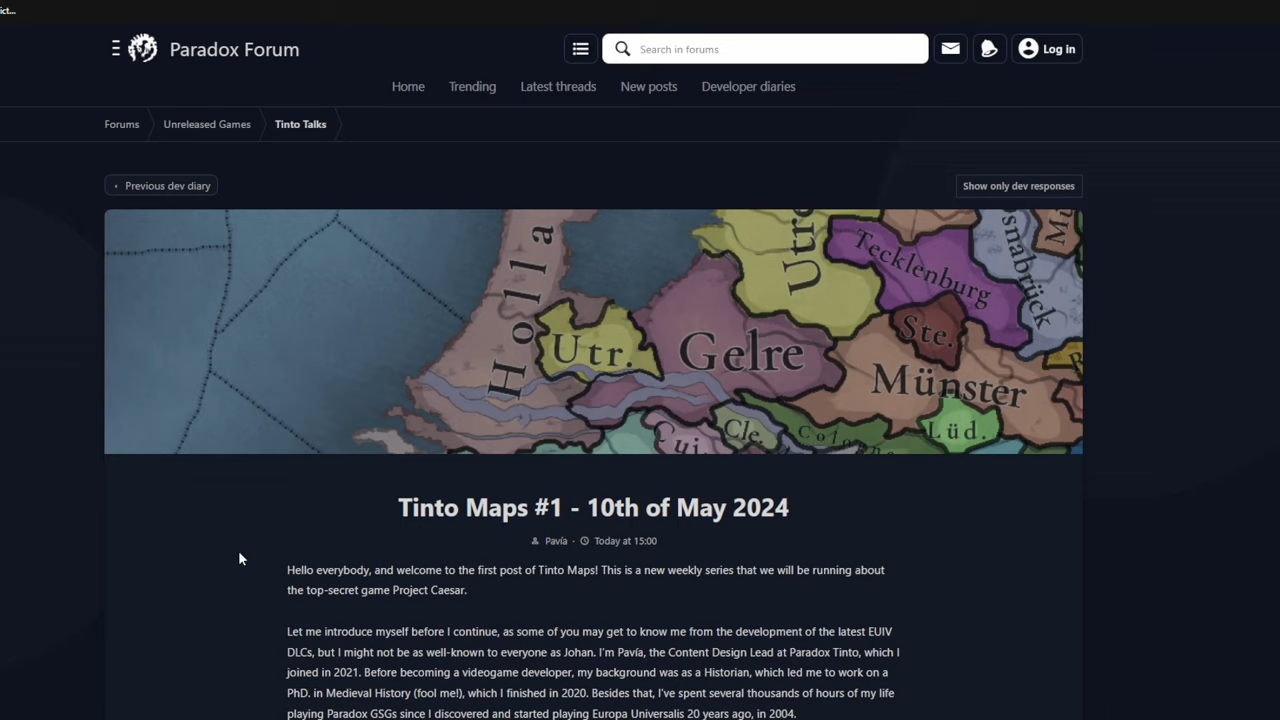 ict...
Paradox Forum
Search in forums
Log in
Home Trending Latest threads New posts Developer diaries
Forums Unreleased Games Tinto Talks
Previous dev diary
Show only dev responses
Holla
Utr.
Gelre
Utre
Tecklenburg
snabrück
Ste.
Münster
Cui.
Cle.
Cologne
Lüd.
Tinto Maps #1 - 10th of May 2024
Pavía · Today at 15:00
Hello everybody, and welcome to the first post of Tinto Maps! This is a new weekly series that we will be running about
the top-secret game Project Caesar.
Let me introduce myself before I continue, as some of you may get to know me from the development of the latest EUIV
DLCs, but I might not be as well-known to everyone as Johan. I'm Pavía, the Content Design Lead at Paradox Tinto, which I
joined in 2021. Before becoming a videogame developer, my background was as a Historian, which led me to work on a
PhD. in Medieval History (fool me!), which I finished in 2020. Besides that, I've spent several thousands of hours of my life
playing Paradox GSGs since I discovered and started playing Europa Universalis 20 years ago, in 2004.